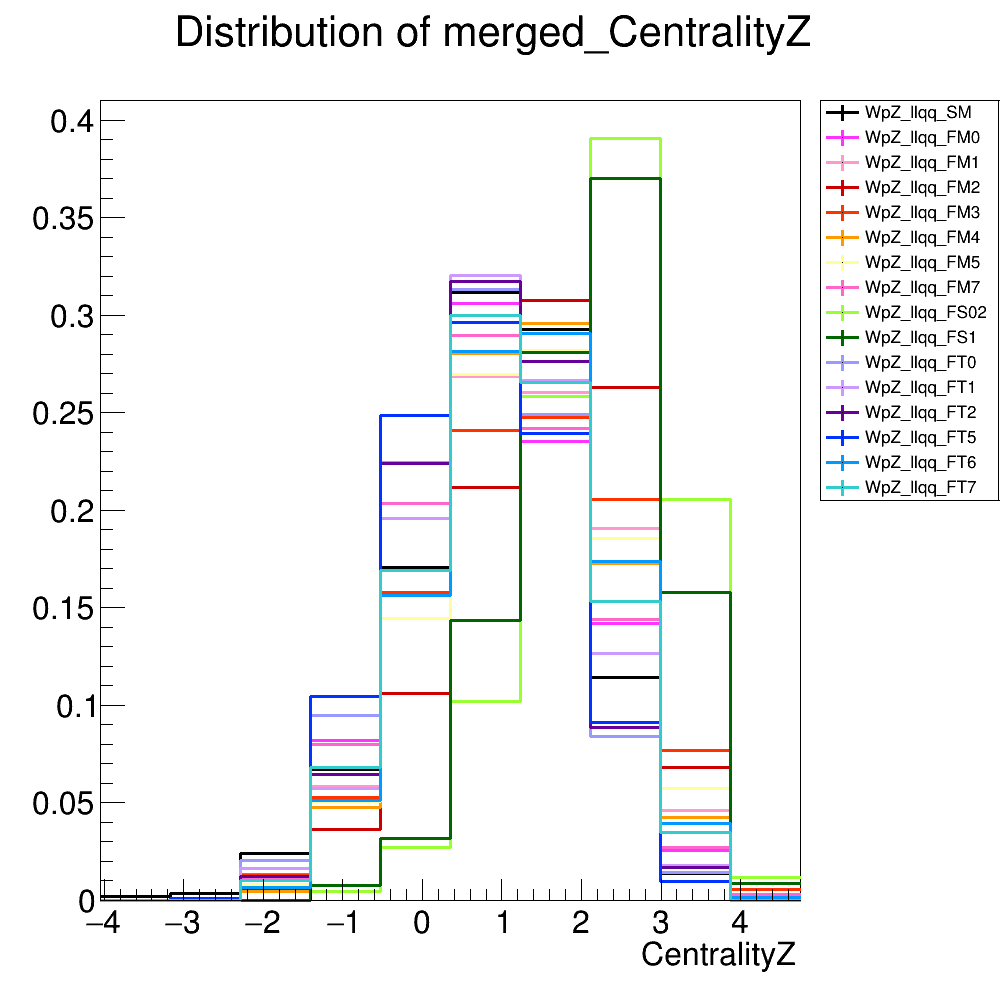 Distribution of merged_CentralityZ
0.4
0.35
0.3
0.25
0.2
0.15
0.1
0.05
0
−4 −3 −2 −1 0 1 2 3 4
CentralityZ
WpZ_llqq_SM
WpZ_llqq_FM0
WpZ_llqq_FM1
WpZ_llqq_FM2
WpZ_llqq_FM3
WpZ_llqq_FM4
WpZ_llqq_FM5
WpZ_llqq_FM7
WpZ_llqq_FS02
WpZ_llqq_FS1
WpZ_llqq_FT0
WpZ_llqq_FT1
WpZ_llqq_FT2
WpZ_llqq_FT5
WpZ_llqq_FT6
WpZ_llqq_FT7